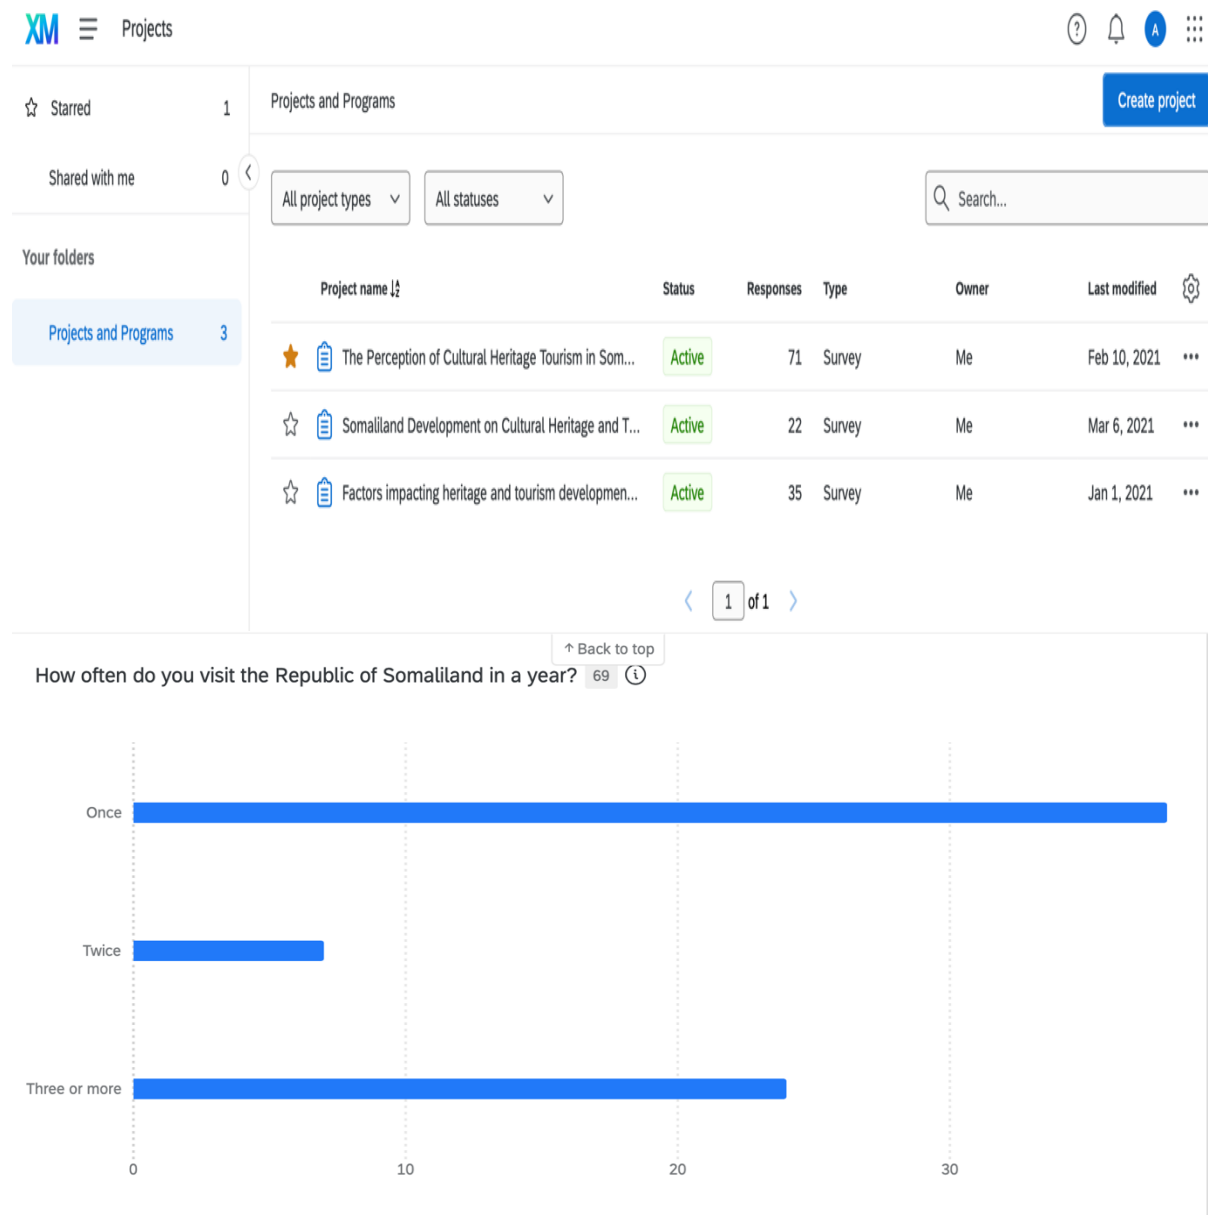 XM Projects ? A
Starred 1
Shared with me 0
Your folders
Projects and Programs 3
Projects and Programs Create project
All project types All statuses Search...
Project name Status Responses Type Owner Last modified
The Perception of Cultural Heritage Tourism in Som... Active 71 Survey Me Feb 10, 2021
Somaliland Development on Cultural Heritage and T... Active 22 Survey Me Mar 6, 2021
Factors impacting heritage and tourism developmen... Active 35 Survey Me Jan 1, 2021
1 of 1
↑ Back to top
How often do you visit the Republic of Somaliland in a year? 69
Once
Twice
Three or more
0 10 20 30